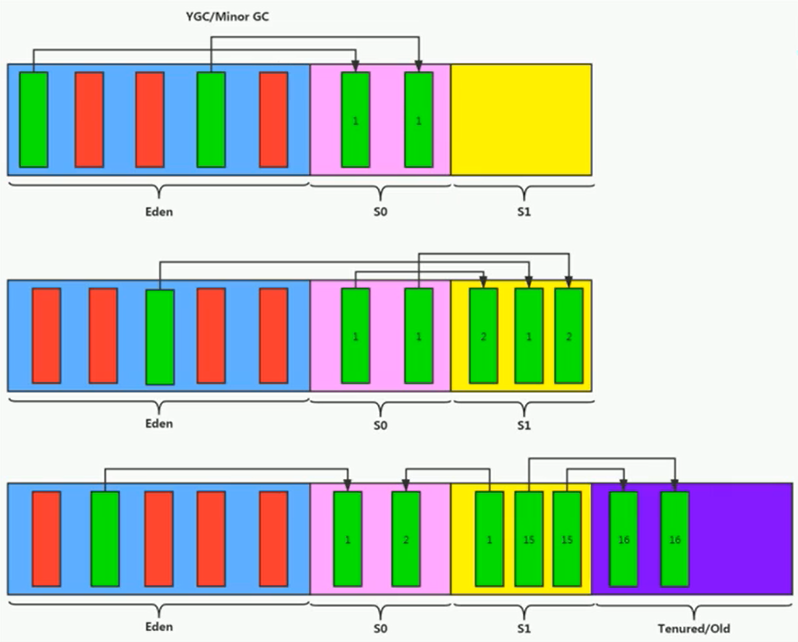 YGC/Minor GC
1 1
Eden S0 S1
1 1 2 1 2
Eden S0 S1
1 2 1 15 15 16 16
Eden S0 S1 Tenured/Old